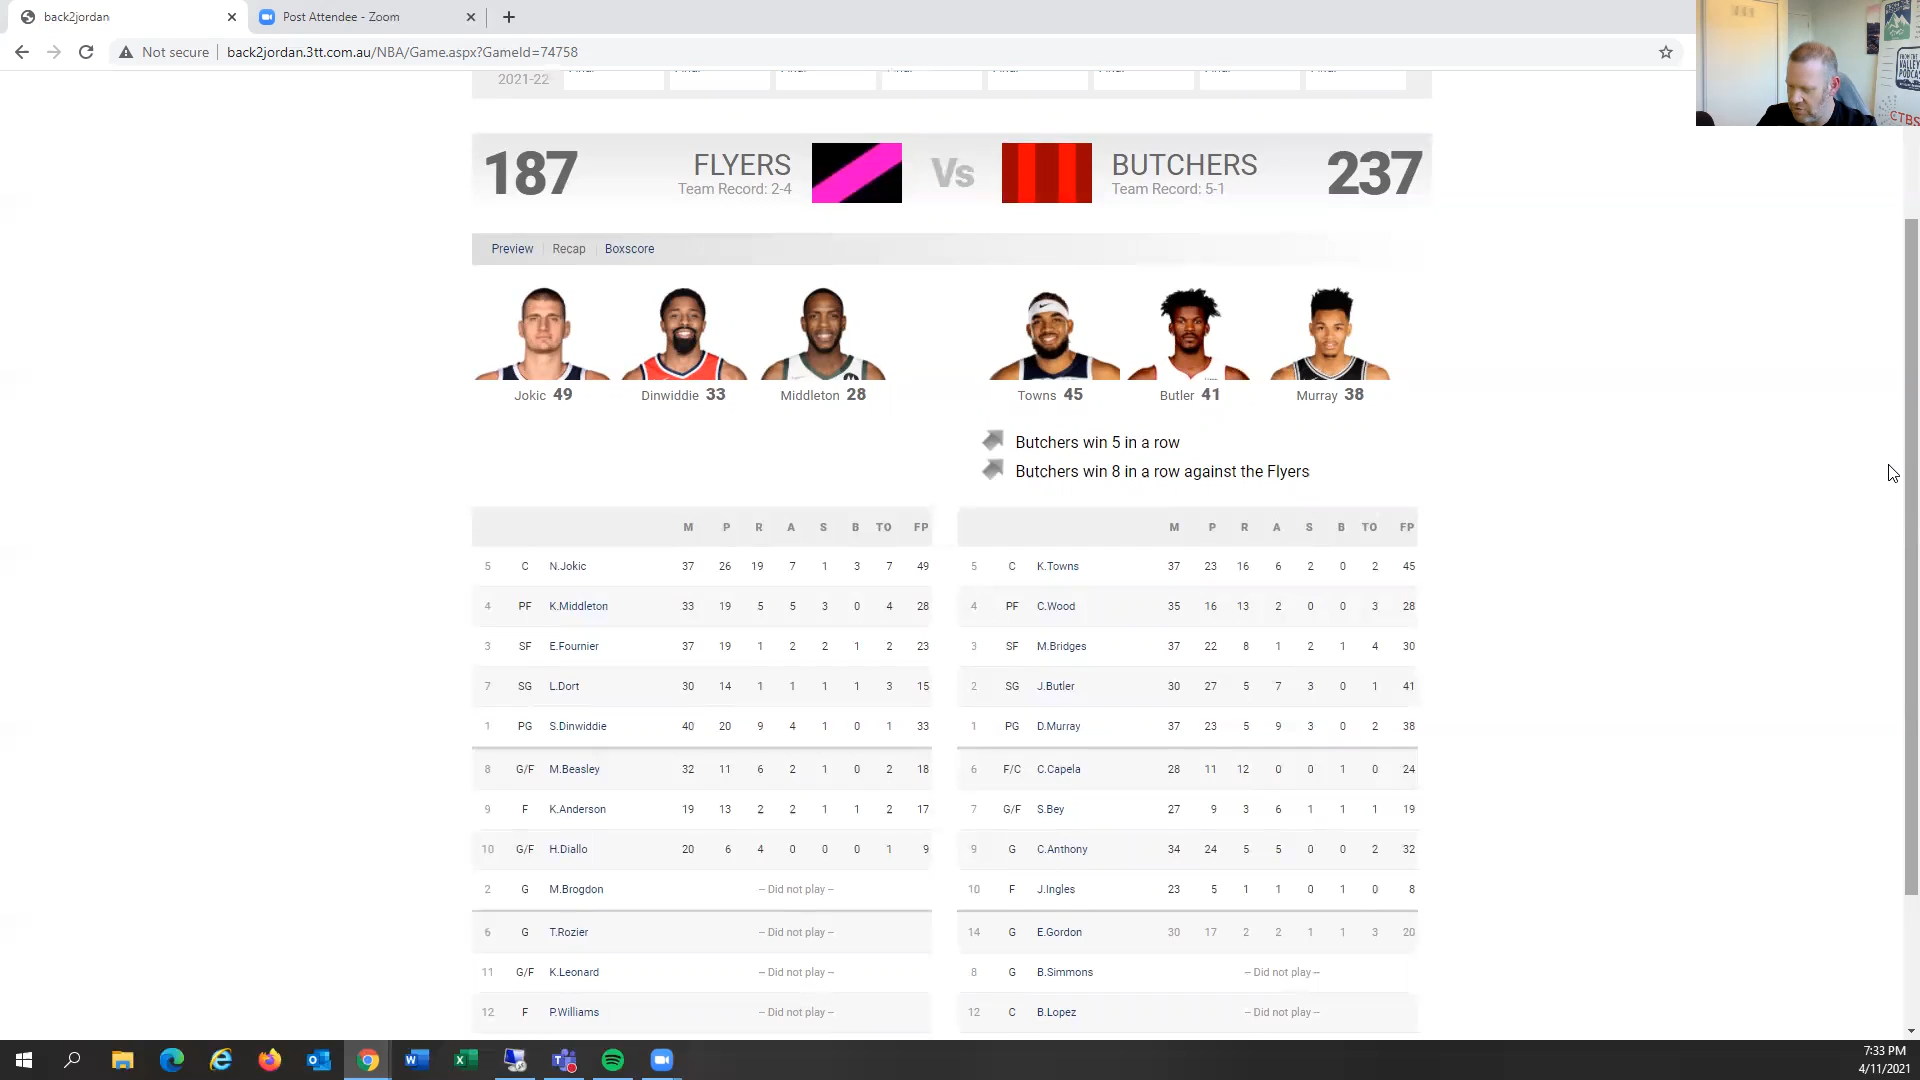 back2jordan
Post Attendee - Zoom
Not secure
back2jordan.3tt.com.au/NBA/Game.aspx?GameId=74758
FROM THE VALLEY PODCAST
CTBS
2021-22
187 FLYERS Vs BUTCHERS 237
Team Record: 2-4 Team Record: 5-1
Preview Recap Boxscore
Jokic 49 Dinwiddie 33 Middleton 28 Towns 45 Butler 41 Murray 38
Butchers win 5 in a row
Butchers win 8 in a row against the Flyers
M P R A S B TO FP M P R A S B TO FP
5 C N.Jokic 37 26 19 7 1 3 7 49 5 C K.Towns 37 23 16 6 2 0 2 45
4 PF K.Middleton 33 19 5 5 3 0 4 28 4 PF C.Wood 35 16 13 2 0 0 3 28
3 SF E.Fournier 37 19 1 2 2 1 2 23 3 SF M.Bridges 37 22 8 1 2 1 4 30
7 SG L.Dort 30 14 1 1 1 1 3 15 2 SG J.Butler 30 27 5 7 3 0 1 41
1 PG S.Dinwiddie 40 20 9 4 1 0 1 33 1 PG D.Murray 37 23 5 9 3 0 2 38
8 G/F M.Beasley 32 11 6 2 1 0 2 18 6 F/C C.Capela 28 11 12 0 0 1 0 24
9 F K.Anderson 19 13 2 2 1 1 2 17 7 G/F S.Bey 27 9 3 6 1 1 1 19
10 G/F H.Diallo 20 6 4 0 0 0 1 9 9 G C.Anthony 34 24 5 5 0 0 2 32
2 G M.Brogdon -- Did not play -- 10 F J.Ingles 23 5 1 1 0 1 0 8
6 G T.Rozier -- Did not play -- 14 G E.Gordon 30 17 2 2 1 1 3 20
11 G/F K.Leonard -- Did not play -- 8 G B.Simmons -- Did not play --
12 F P.Williams -- Did not play -- 12 C B.Lopez -- Did not play --
7:33 PM
4/11/2021